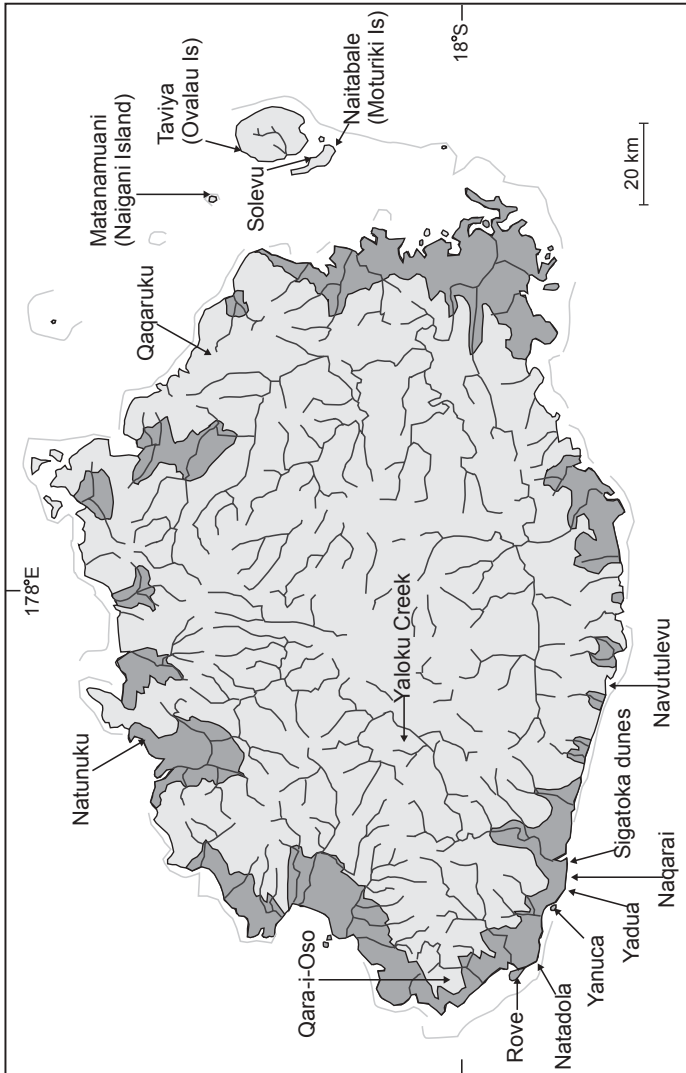 178°E
18°S
20 km
Matanamuani
(Naigani Island)
Taviya
(Ovalau Is)
Solevu
Naitabale
(Moturiki Is)
Qaqaruku
Natunuku
Yaloku Creek
Qara-i-Oso
Rove
Natadola
Yanuca
Yadua
Naqarai
Sigatoka dunes
Navutulevu